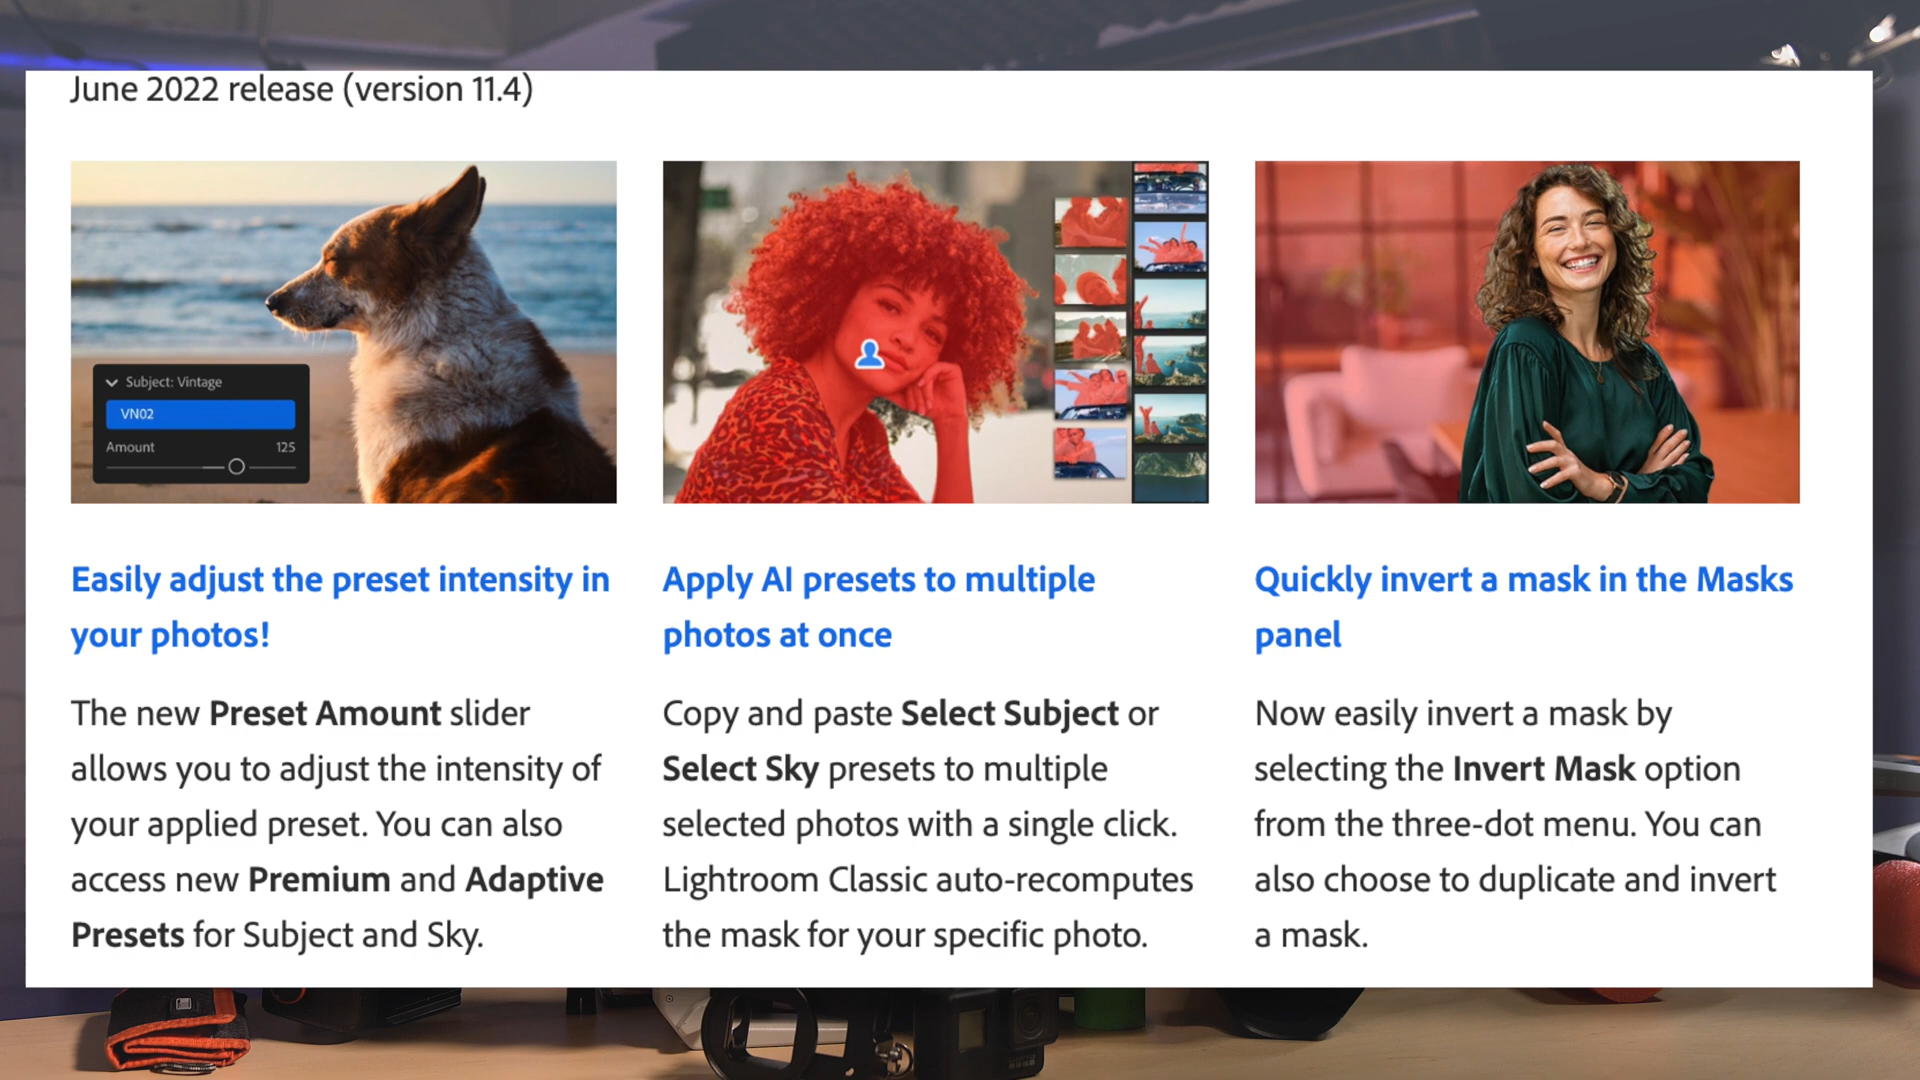 June 2022 release (version 11.4)
Subject: Vintage
VN02
Amount 125
Easily adjust the preset intensity in
your photos!
The new Preset Amount slider
allows you to adjust the intensity of
your applied preset. You can also
access new Premium and Adaptive
Presets for Subject and Sky.
Apply AI presets to multiple
photos at once
Copy and paste Select Subject or
Select Sky presets to multiple
selected photos with a single click.
Lightroom Classic auto-recomputes
the mask for your specific photo.
Quickly invert a mask in the Masks
panel
Now easily invert a mask by
selecting the Invert Mask option
from the three-dot menu. You can
also choose to duplicate and invert
a mask.